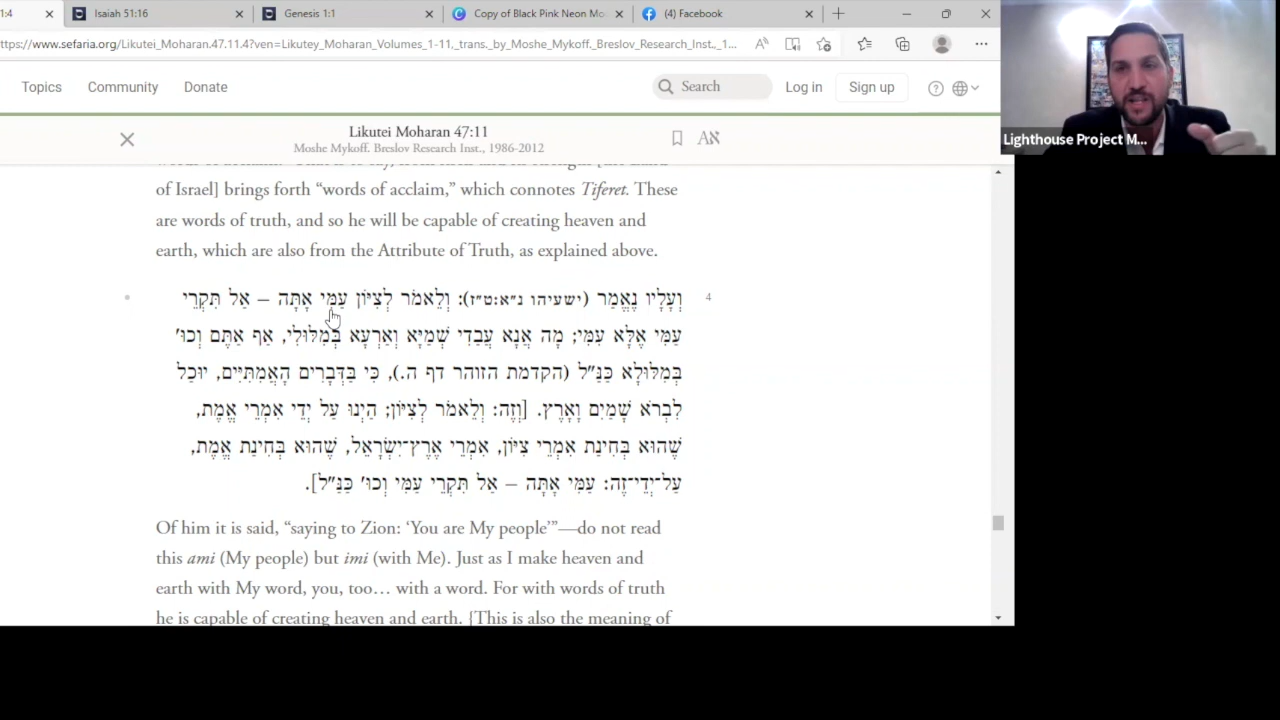 1:4
Isaiah 51:16
Genesis 1:1
Copy of Black Pink Neon Mo
(4) Facebook
https://www.sefaria.org/Likutei_Moharan.47.11.4?ven=Likutey_Moharan_Volumes_1-11,_trans._by_Moshe_Mykoff._Breslov_Research_Inst.,_1...
Topics Community Donate Search Log in Sign up
Likutei Moharan 47:11
Moshe Mykoff. Breslov Research Inst., 1986-2012
Lighthouse Project M...
of Israel] brings forth “words of acclaim,” which connotes Tiferet. These
are words of truth, and so he will be capable of creating heaven and
earth, which are also from the Attribute of Truth, as explained above.
4
וְעָלָיו נֶאֱמַר (ישעיהו נ״א:ט״ז): וְלֵאמֹר לְצִיּוֹן עַמִּי אָתָּה – אַל תִּקְרֵי
עַמִּי אֶלָּא עִמִּי; מָה אֲנָא עֲבַדִי שְׁמַיָּא וְאַרְעָא בְּמִלּוּלִי, אַף אַתֶּם וְכוּ'
בְּמִלּוּלָא כַּנַּ״ל (הקדמת הזוהר דף ה.), כִּי בַּדְּבָרִים הָאֲמִתִּיִּים, יוּכַל
לִבְרֹא שָׁמַיִם וָאָרֶץ. [וְזֶה: וְלֵאמֹר לְצִיּוֹן; הַיְנוּ עַל יְדֵי אִמְרֵי אֱמֶת,
שֶׁהוּא בְּחִינַת אִמְרֵי צִיּוֹן, אִמְרֵי אֶרֶץ־יִשְׂרָאֵל, שֶׁהוּא בְּחִינַת אֱמֶת,
עַל־יְדֵי־זֶה: עַמִּי אָתָּה – אַל תִּקְרֵי עַמִּי וְכוּ' כַּנַּ״ל].
Of him it is said, “saying to Zion: ‘You are My people’”—do not read
this ami (My people) but imi (with Me). Just as I make heaven and
earth with My word, you, too… with a word. For with words of truth
he is capable of creating heaven and earth. [This is also the meaning of